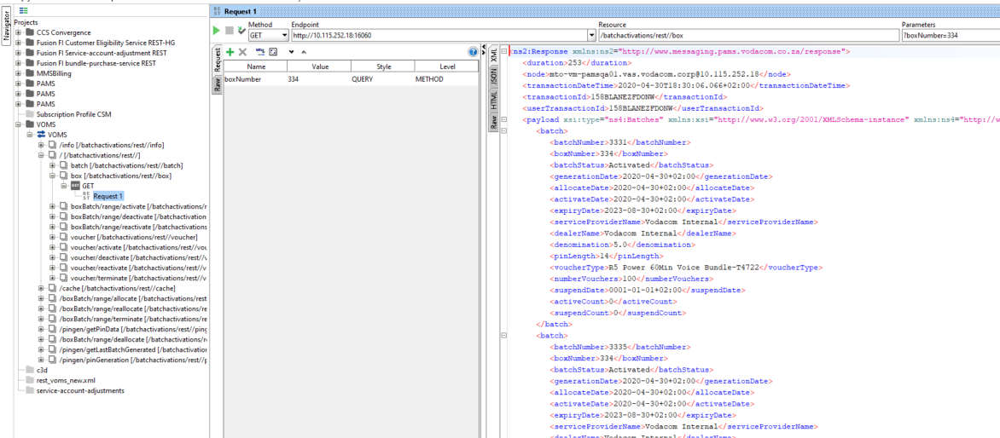 Navigator
Projects
CCS Convergence
Fusion FI Customer Eligibility Service REST-HG
Fusion FI Service-account-adjustment REST
Fusion FI bundle-purchase-service REST
MMSBilling
PAMS
PAMS
PAMS
Subscription Profile CSM
VOMS
VOMS
/info [/batchactivations/rest//info]
/ [/batchactivations/rest//]
batch [/batchactivations/rest//batch]
box [/batchactivations/rest//box]
GET
Request 1
boxBatch/range/activate [/batchactivations/r
boxBatch/range/deactivate [/batchactivation
boxBatch/range/reactivate [/batchactivations
voucher [/batchactivations/rest//voucher]
voucher/activate [/batchactivations/rest//vou
voucher/deactivate [/batchactivations/rest//v
voucher/reactivate [/batchactivations/rest//v
voucher/terminate [/batchactivations/rest//v
/cache [/batchactivations/rest//cache]
/boxBatch/range/allocate [/batchactivations/rest
/boxBatch/range/reallocate [/batchactivations/re
/boxBatch/range/terminate [/batchactivations/re
/pingen/getPinData [/batchactivations/rest//ping
/boxBatch/range/deallocate [/batchactivations/r
/pingen/getLastBatchGenerated [/batchactivation
/pingen/pinGeneration [/batchactivations/rest//p
c3d
rest_voms_new.xml
service-account-adjustments
REST Request 1
Method Endpoint Resource Parameters
GET http://10.115.252.18:16060 /batchactivations/rest//box ?boxNumber=334
Request
Raw
Name Value Style Level
boxNumber 334 QUERY METHOD
XML
JSON
HTML
Raw
<ns2:Response xmlns:ns2="http://www.messaging.pams.vodacom.co.za/response">
<duration>253</duration>
<node>mto-vm-pamsqa01.vas.vodacom.corp@10.115.252.18</node>
<transactionDateTime>2020-04-30T18:30:06.066+02:00</transactionDateTime>
<transactionId>158BLANEZFDONW</transactionId>
<userTransactionId>158BLANEZFDONW</userTransactionId>
<payload xsi:type="ns4:Batches" xmlns:xsi="http://www.w3.org/2001/XMLSchema-instance" xmlns:ns4="http://w
<batch>
<batchNumber>3331</batchNumber>
<boxNumber>334</boxNumber>
<batchStatus>Activated</batchStatus>
<generationDate>2020-04-30+02:00</generationDate>
<allocateDate>2020-04-30+02:00</allocateDate>
<activateDate>2020-04-30+02:00</activateDate>
<expiryDate>2023-08-30+02:00</expiryDate>
<serviceProviderName>Vodacom Internal</serviceProviderName>
<dealerName>Vodacom Internal</dealerName>
<denomination>5.0</denomination>
<pinLength>14</pinLength>
<voucherType>R5 Power 60Min Voice Bundle-T4722</voucherType>
<numberVouchers>100</numberVouchers>
<suspendDate>0001-01-01+02:00</suspendDate>
<activeCount>0</activeCount>
<suspendCount>0</suspendCount>
</batch>
<batch>
<batchNumber>3335</batchNumber>
<boxNumber>334</boxNumber>
<batchStatus>Activated</batchStatus>
<generationDate>2020-04-30+02:00</generationDate>
<allocateDate>2020-04-30+02:00</allocateDate>
<activateDate>2020-04-30+02:00</activateDate>
<expiryDate>2023-08-30+02:00</expiryDate>
<serviceProviderName>Vodacom Internal</serviceProviderName>
<dealerName>Vodacom Internal</dealerName>